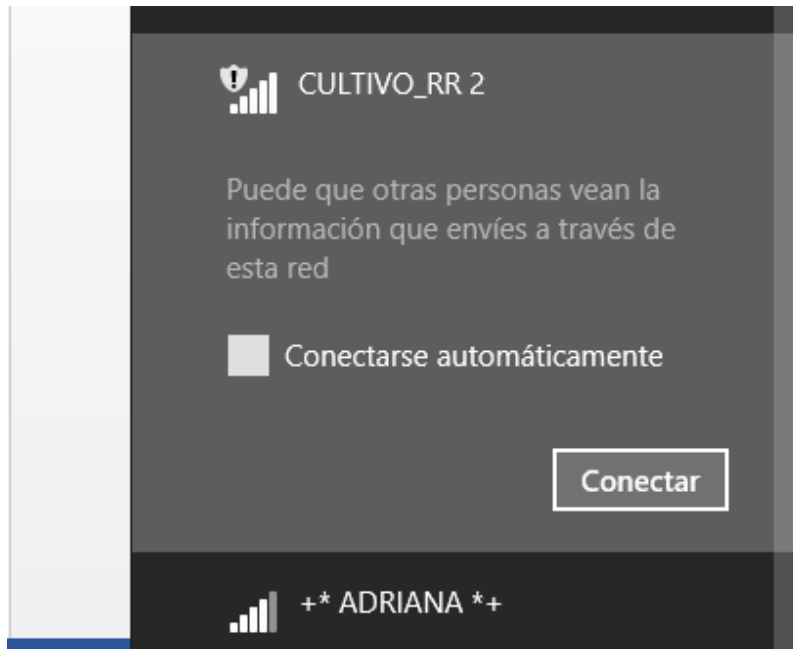 CULTIVO_RR 2
Puede que otras personas vean la
información que envíes a través de
esta red
Conectarse automáticamente
Conectar
+* ADRIANA *+